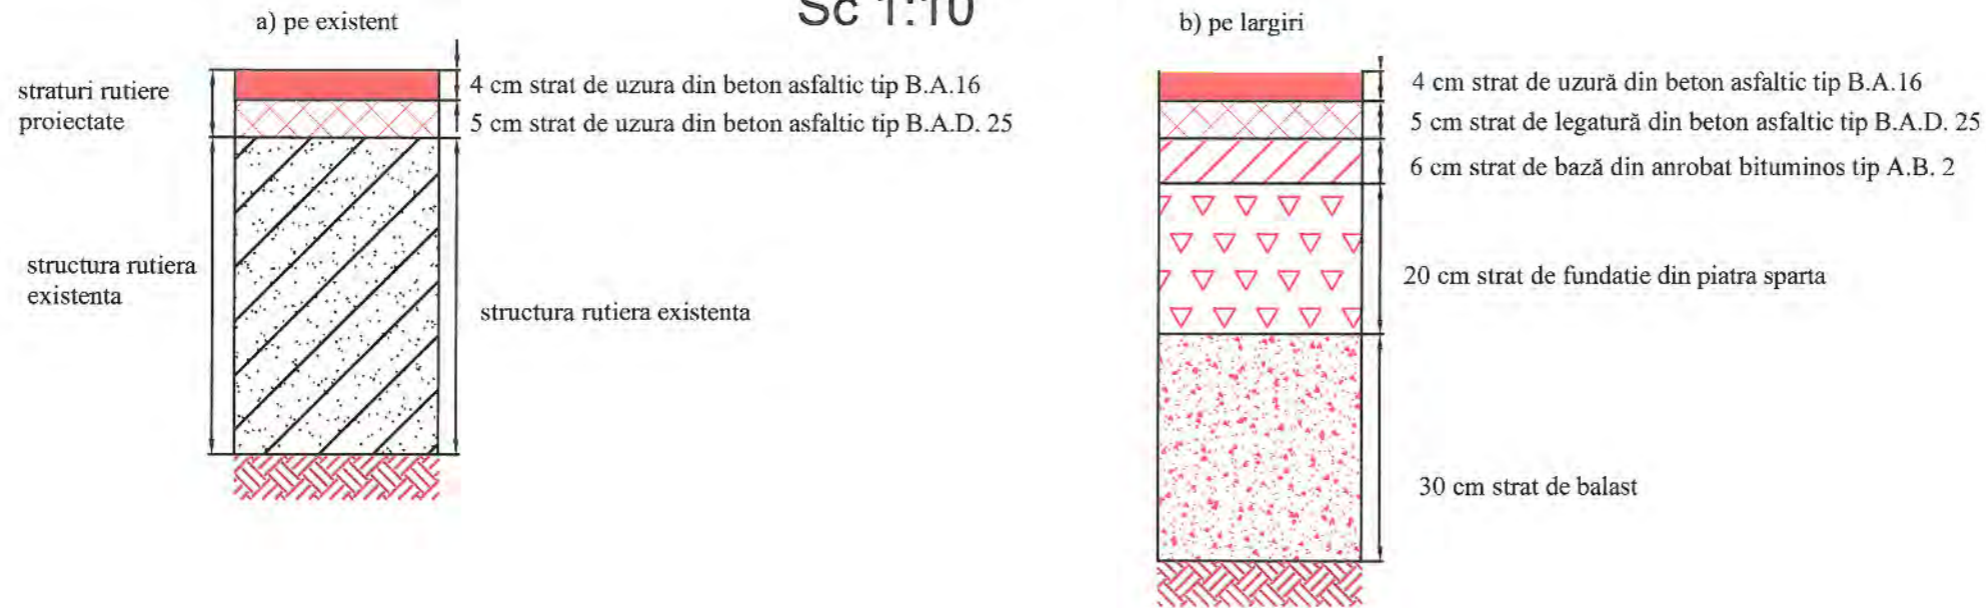 Sc 1:10
a) pe existent
straturi rutiere
proiectate
4 cm strat de uzura din beton asfaltic tip B.A.16
5 cm strat de uzura din beton asfaltic tip B.A.D. 25
structura rutiera
existenta
structura rutiera existenta
b) pe largiri
4 cm strat de uzură din beton asfaltic tip B.A.16
5 cm strat de legatură din beton asfaltic tip B.A.D. 25
6 cm strat de bază din anrobat bituminos tip A.B. 2
20 cm strat de fundatie din piatra sparta
30 cm strat de balast